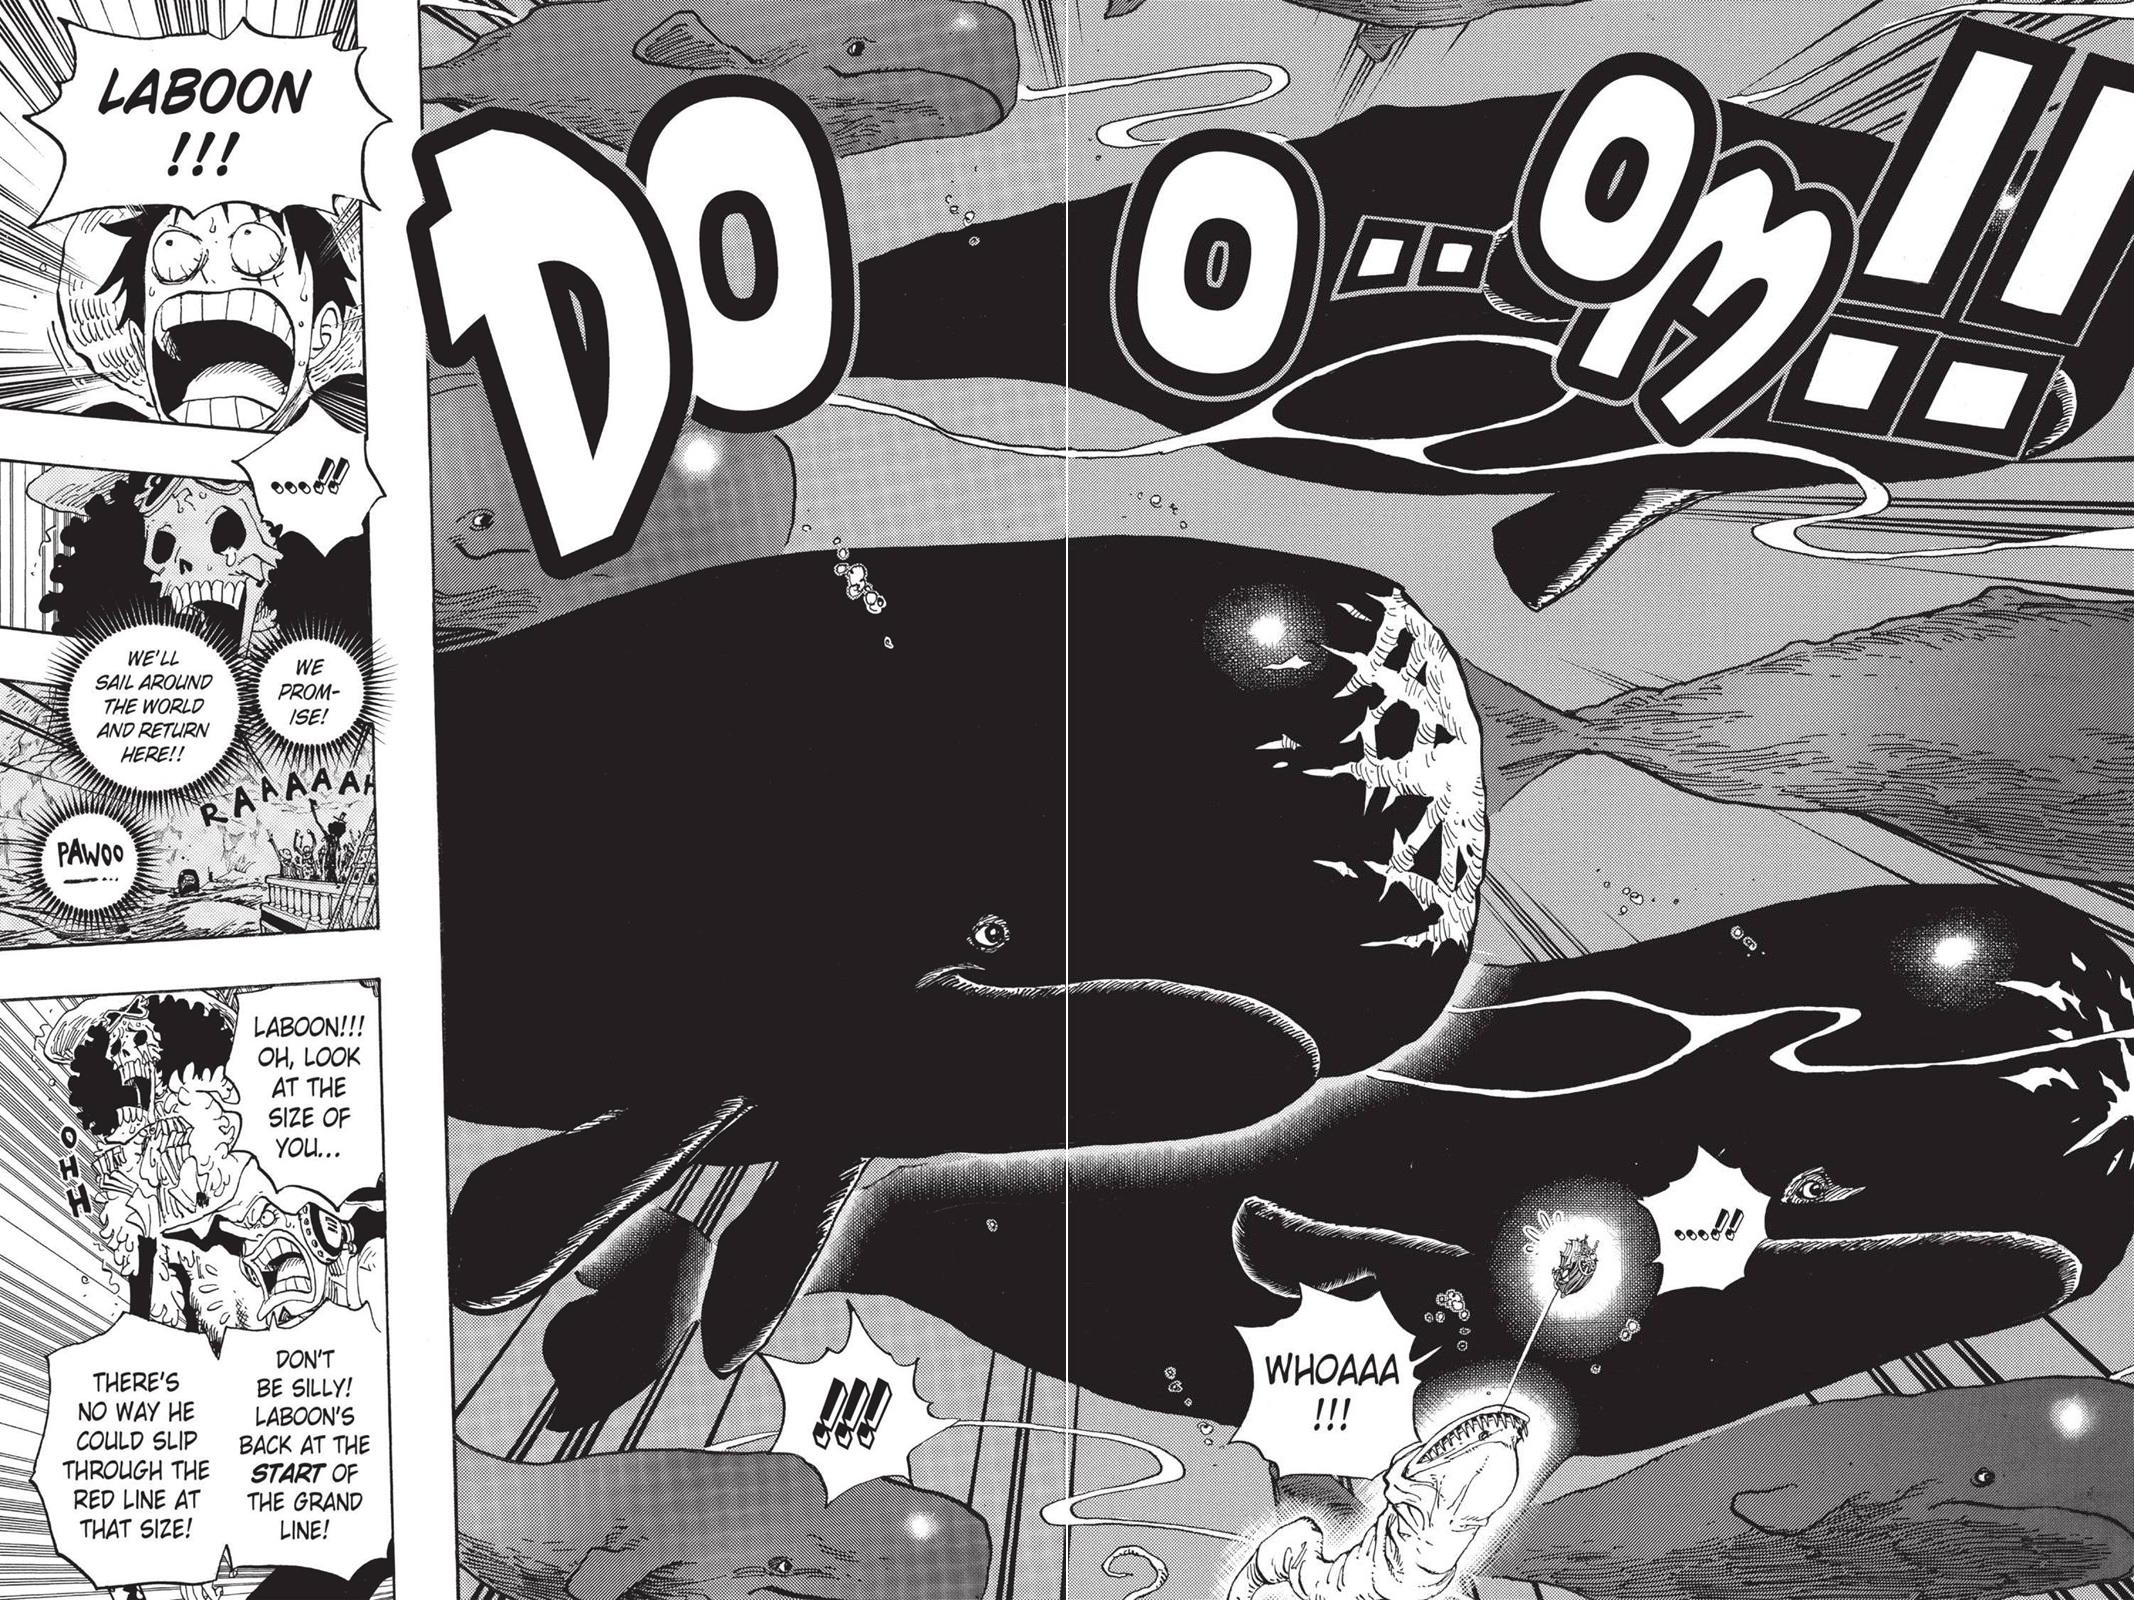 DOOOM!!
....!!
WHOAAA
!!!
!!!!
LABOON
!!!
....!!
WE
PROM-
ISE!
WE'LL
SAIL AROUND
THE WORLD
AND RETURN
HERE!!
RAAAAAH
PAWOO
LABOON!!!
OH, LOOK
AT THE
SIZE OF
YOU...
OHH
DON'T
BE SILLY!
LABOON'S
BACK AT THE
START OF
THE GRAND
LINE!
THERE'S
NO WAY HE
COULD SLIP
THROUGH THE
RED LINE AT
THAT SIZE!